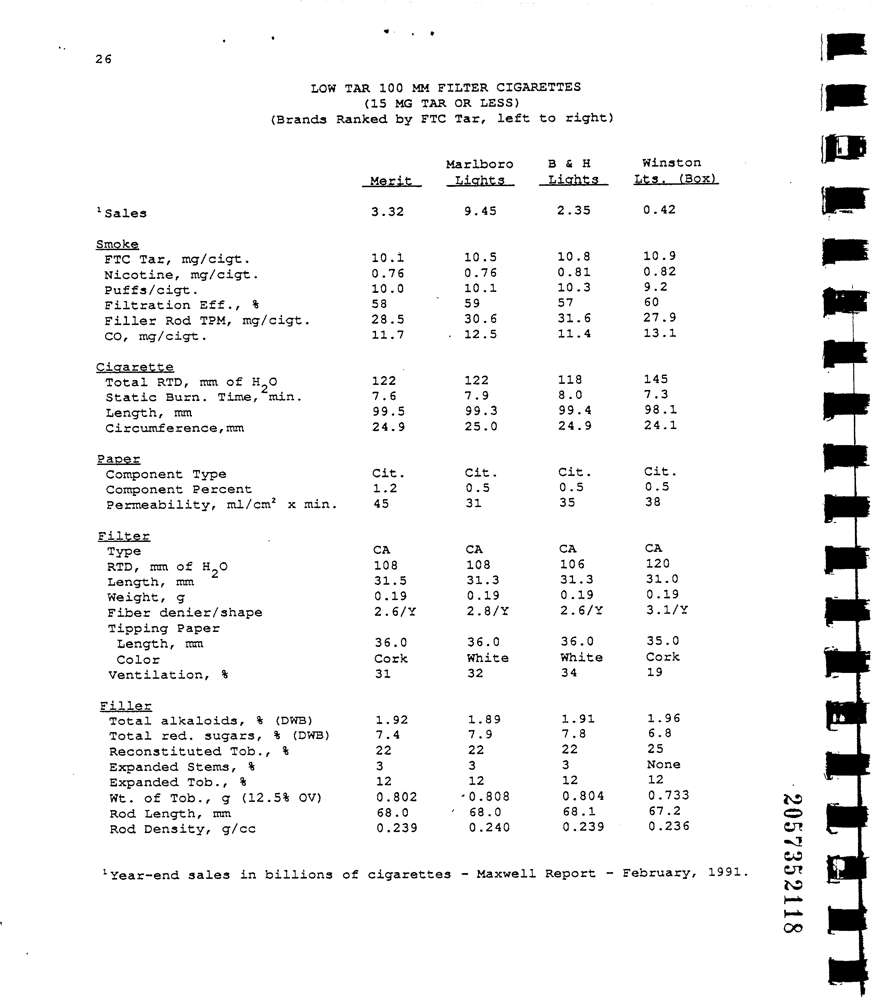 26
LOW TAR 100 MM FILTER CIGARETTES
(15 MG TAR OR LESS)
(Brands Ranked by FTC Tar, left to right)
Marlboro B & H Winston
Merit Lights Lights Lts. (Box)
¹Sales 3.32 9.45 2.35 0.42
Smoke
FTC Tar, mg/cigt. 10.1 10.5 10.8 10.9
Nicotine, mg/cigt. 0.76 0.76 0.81 0.82
Puffs/cigt. 10.0 10.1 10.3 9.2
Filtration Eff., % 58 59 57 60
Filler Rod TPM, mg/cigt. 28.5 30.6 31.6 27.9
CO, mg/cigt. 11.7 12.5 11.4 13.1
Cigarette
Total RTD, mm of H₂O 122 122 118 145
Static Burn. Time, min. 7.6 7.9 8.0 7.3
Length, mm 99.5 99.3 99.4 98.1
Circumference,mm 24.9 25.0 24.9 24.1
Paper
Component Type Cit. Cit. Cit. Cit.
Component Percent 1.2 0.5 0.5 0.5
Permeability, ml/cm² x min. 45 31 35 38
Filter
Type CA CA CA CA
RTD, mm of H₂O 108 108 106 120
Length, mm 31.5 31.3 31.3 31.0
Weight, g 0.19 0.19 0.19 0.19
Fiber denier/shape 2.6/Y 2.8/Y 2.6/Y 3.1/Y
Tipping Paper
Length, mm 36.0 36.0 36.0 35.0
Color Cork White White Cork
Ventilation, % 31 32 34 19
Filler
Total alkaloids, % (DWB) 1.92 1.89 1.91 1.96
Total red. sugars, % (DWB) 7.4 7.9 7.8 6.8
Reconstituted Tob., % 22 22 22 25
Expanded Stems, % 3 3 3 None
Expanded Tob., % 12 12 12 12
Wt. of Tob., g (12.5% OV) 0.802 0.808 0.804 0.733
Rod Length, mm 68.0 68.0 68.1 67.2
Rod Density, g/cc 0.239 0.240 0.239 0.236
¹Year-end sales in billions of cigarettes - Maxwell Report - February, 1991.
2057352118